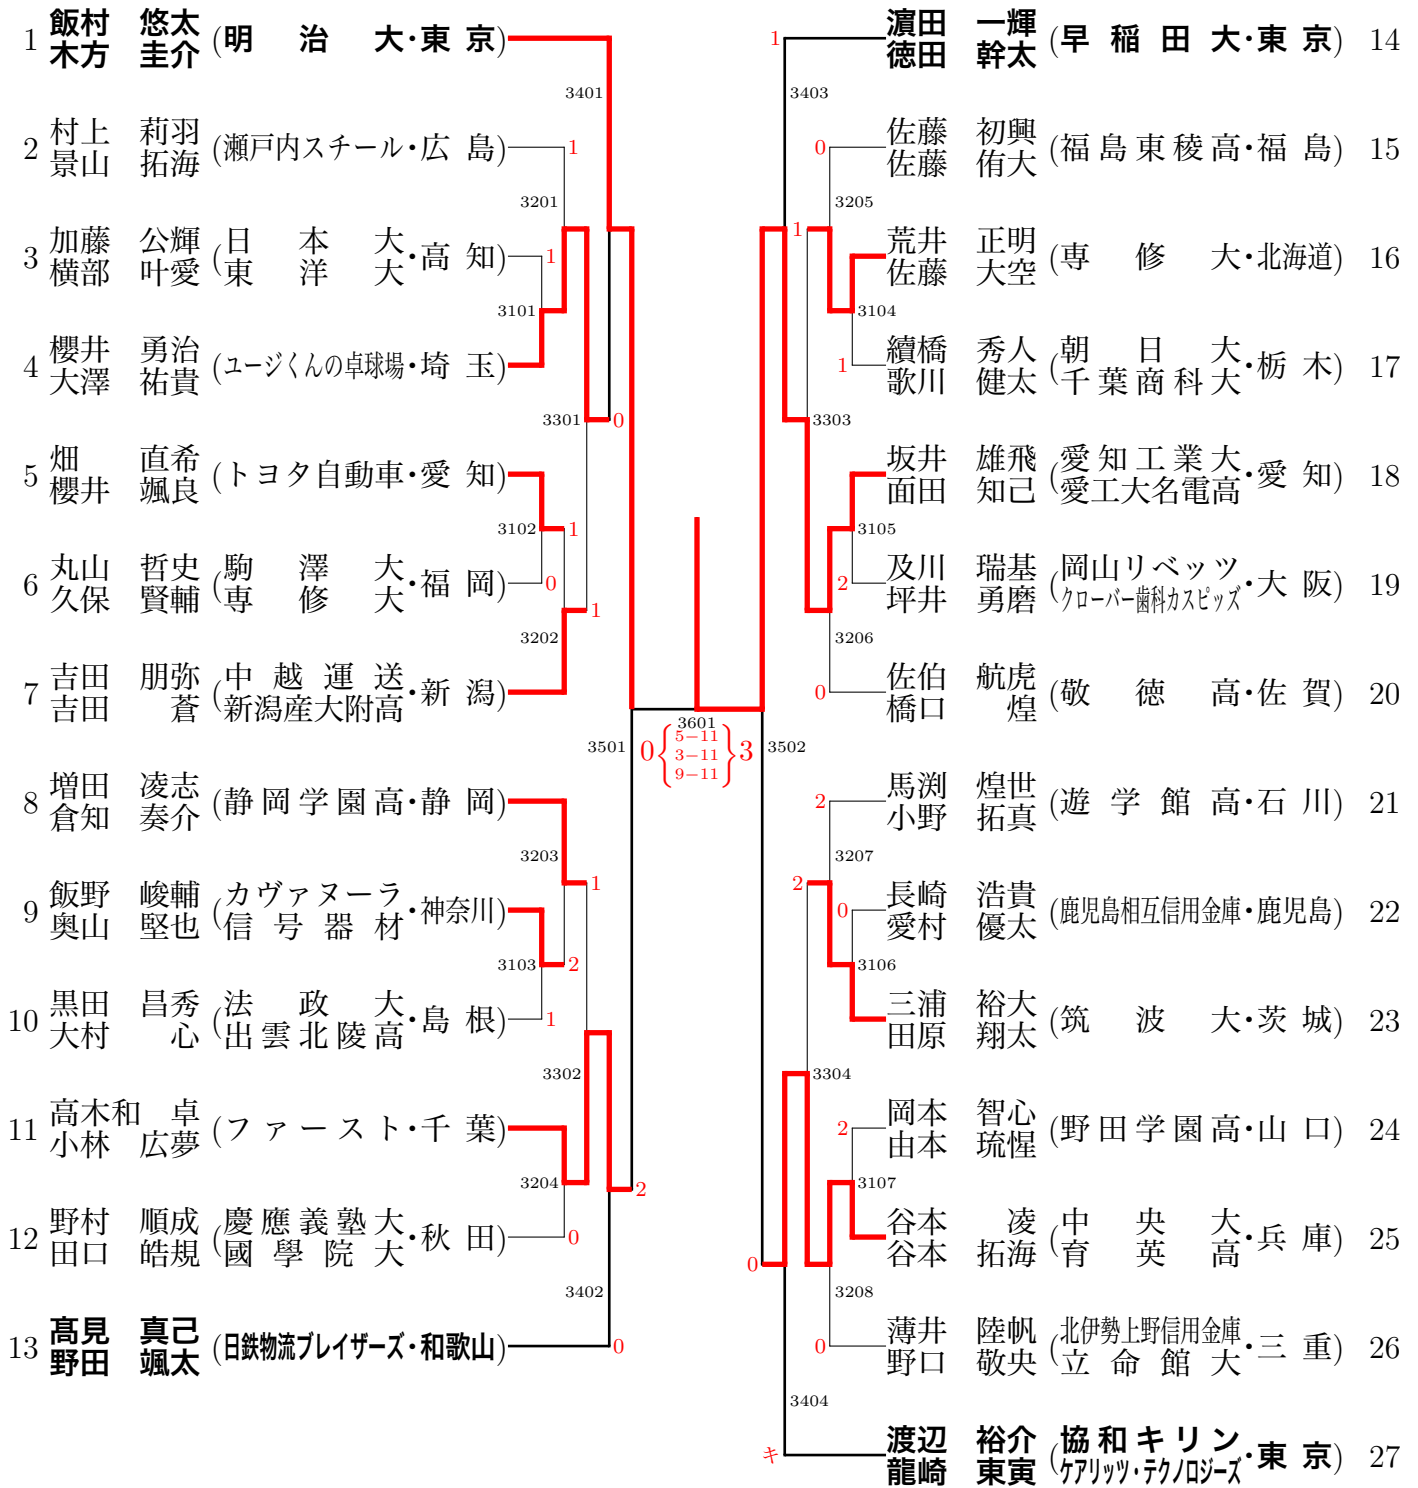 1 飯村 悠太 (明治大・東京)
木方 圭介
2 村上 莉羽 (瀬戸内スチール・広島)
景山 拓海
3 加藤 公輝 (日本大・高知)
横部 叶愛 東洋大
4 櫻井 勇治 (ユージくんの卓球場・埼玉)
大澤 祐貴
5 畑 直希 (トヨタ自動車・愛知)
櫻井 颯良
6 丸山 哲史 (駒澤大・福岡)
久保 賢輔 専修大
7 吉田 朋弥 (中越運送・新潟)
吉田 蒼 新潟産大附高
8 増田 凌志 (静岡学園高・静岡)
倉知 奏介
9 飯野 峻輔 (カヴァヌーラ・神奈川)
奥山 堅也 信号器材
10 黒田 昌秀 (法政大・島根)
大村 心 出雲北陵高
11 高木和 卓 (ファースト・千葉)
小林 広夢
12 野村 順成 (慶應義塾大・秋田)
田口 皓規 國學院大
13 髙見 真己 (日鉄物流ブレイザーズ・和歌山)
野田 颯太
3401
1
3201
1
3101
3301
0
3102
1
0
1
3202
3501
3203
1
3103
2
1
3302
3204
2
0
3402
0
3601
0 { 5-11
3-11
9-11 } 3
濵田 一輝 (早稲田大・東京) 14
徳田 幹太
佐藤 初興 (福島東稜高・福島) 15
佐藤 侑大
荒井 正明 (専修大・北海道) 16
佐藤 大空
續橋 秀人 (朝日大・栃木) 17
歌川 健太 千葉商科大
坂井 雄飛 (愛知工業大・愛知) 18
面田 知己 愛工大名電高
及川 瑞基 (岡山リベッツ・大阪) 19
坪井 勇磨 クローバー歯科カスピッズ
佐伯 航虎 (敬徳高・佐賀) 20
橋口 煌
馬渕 煌世 (遊学館高・石川) 21
小野 拓真
長崎 浩貴 (鹿児島相互信用金庫・鹿児島) 22
愛村 優太
三浦 裕大 (筑波大・茨城) 23
田原 翔太
岡本 智心 (野田学園高・山口) 24
由本 琉惺
谷本 凌 (中央大・兵庫) 25
谷本 拓海 育英高
薄井 陸帆 (北伊勢上野信用金庫・三重) 26
野口 敬央 立命館大
渡辺 裕介 (協和キリン・東京) 27
龍崎 東寅 ケアリッツ・テクノロジーズ
1
3403
0
3205
1
3104
1
3303
3105
2
3206
0
3502
2
3207
2
0
3106
3304
2
3107
0
3208
0
3404
キ